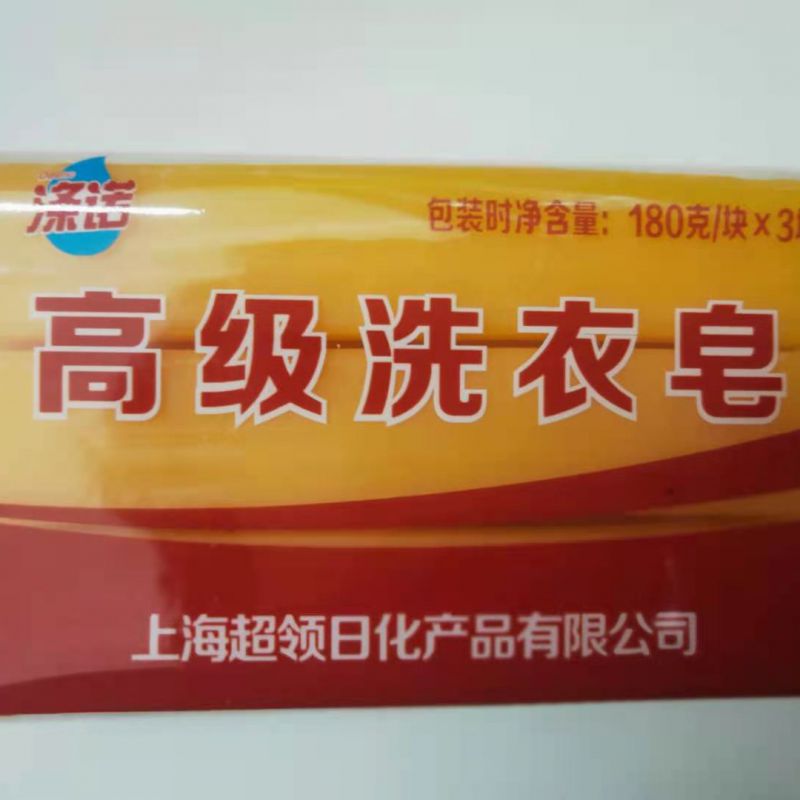 涤诺
包装时净含量：180克/块×3
高级洗衣皂
上海超领日化产品有限公司